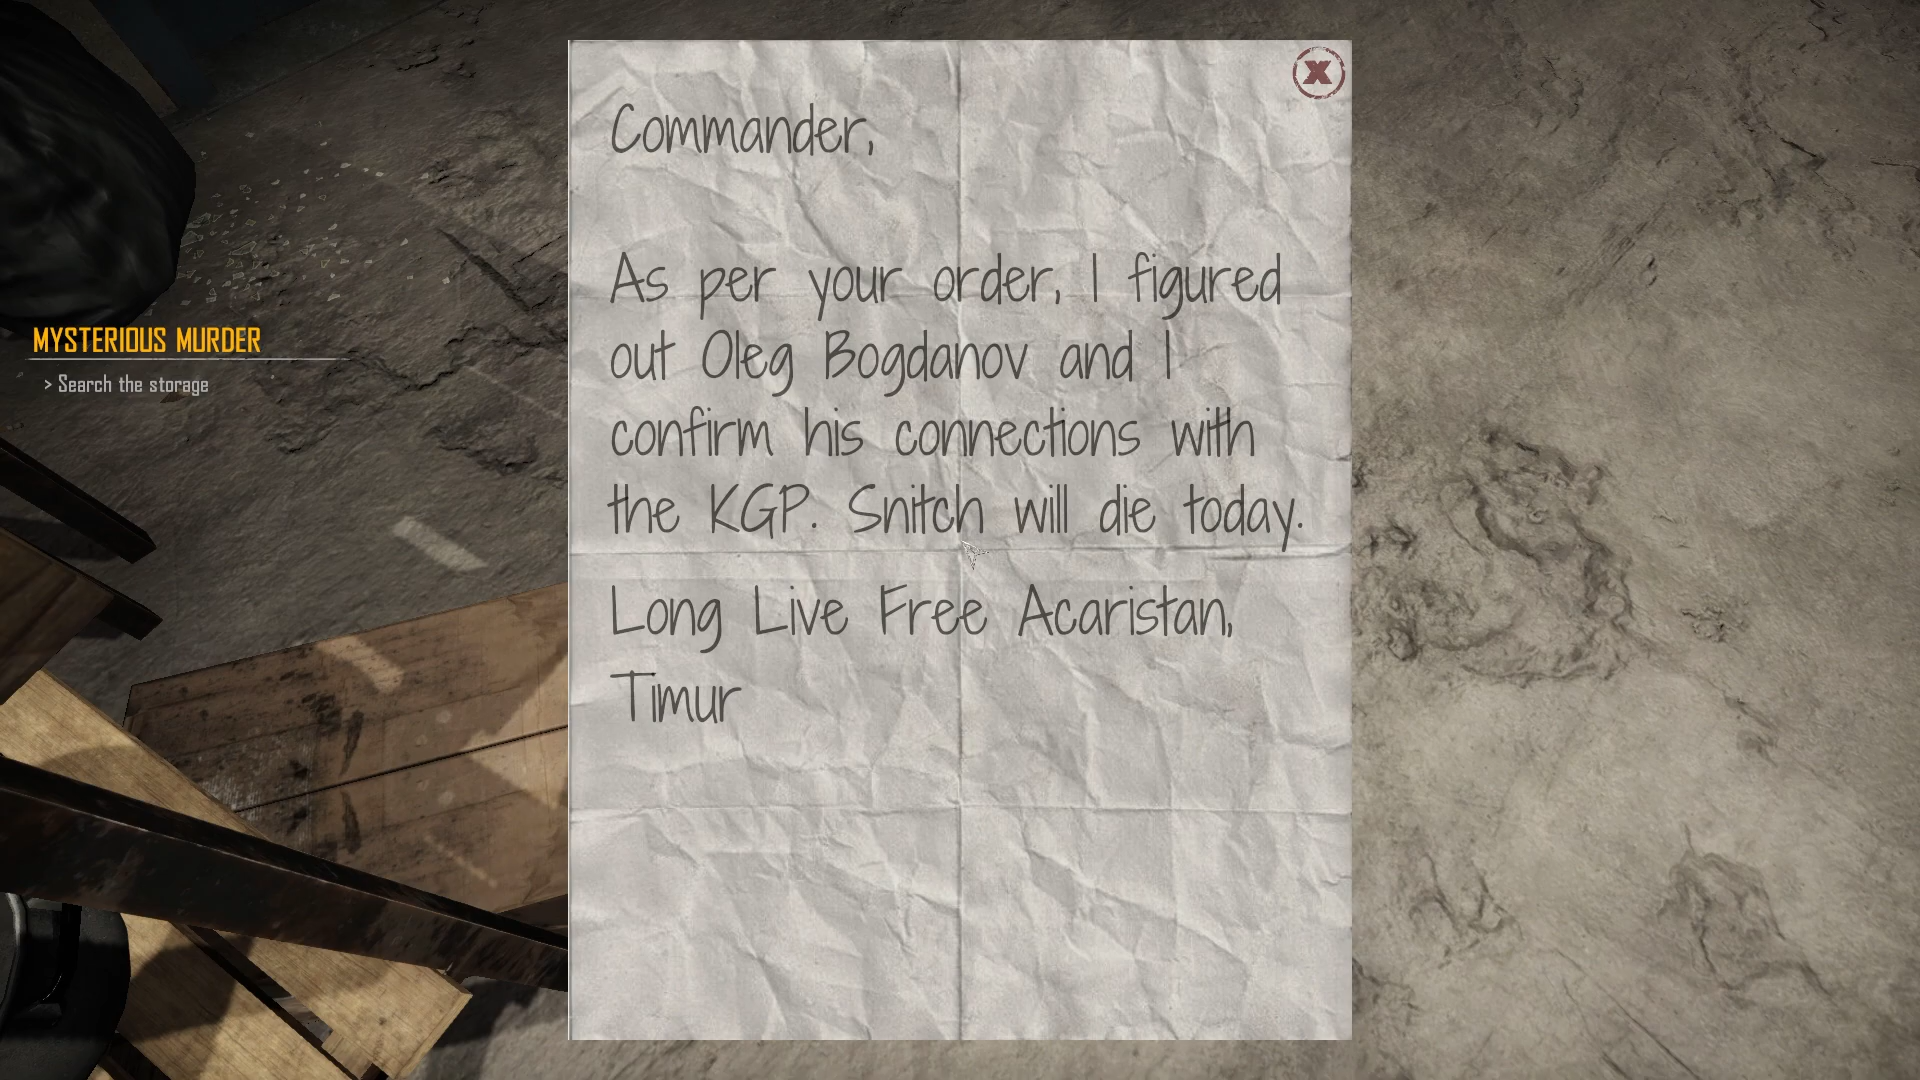 Commander,
As per your order, I figured
out Oleg Bogdanov and I
confirm his connections with
the KGP. Snitch will die today.
Long Live Free Acaristan,
Timur
X
MYSTERIOUS MURDER
> Search the storage